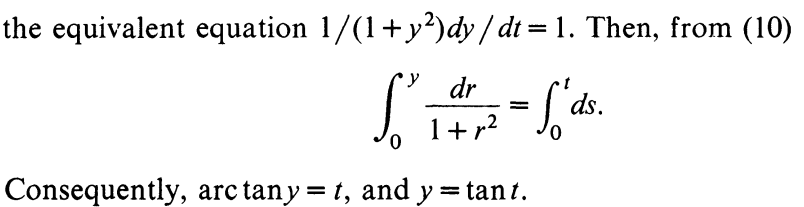 the equivalent equation 1/(1+y²)dy/dt=1. Then, from (10)
∫₀ʸ dr/(1+r²) = ∫₀ᵗ ds.
Consequently, arc tan y = t, and y = tan t.